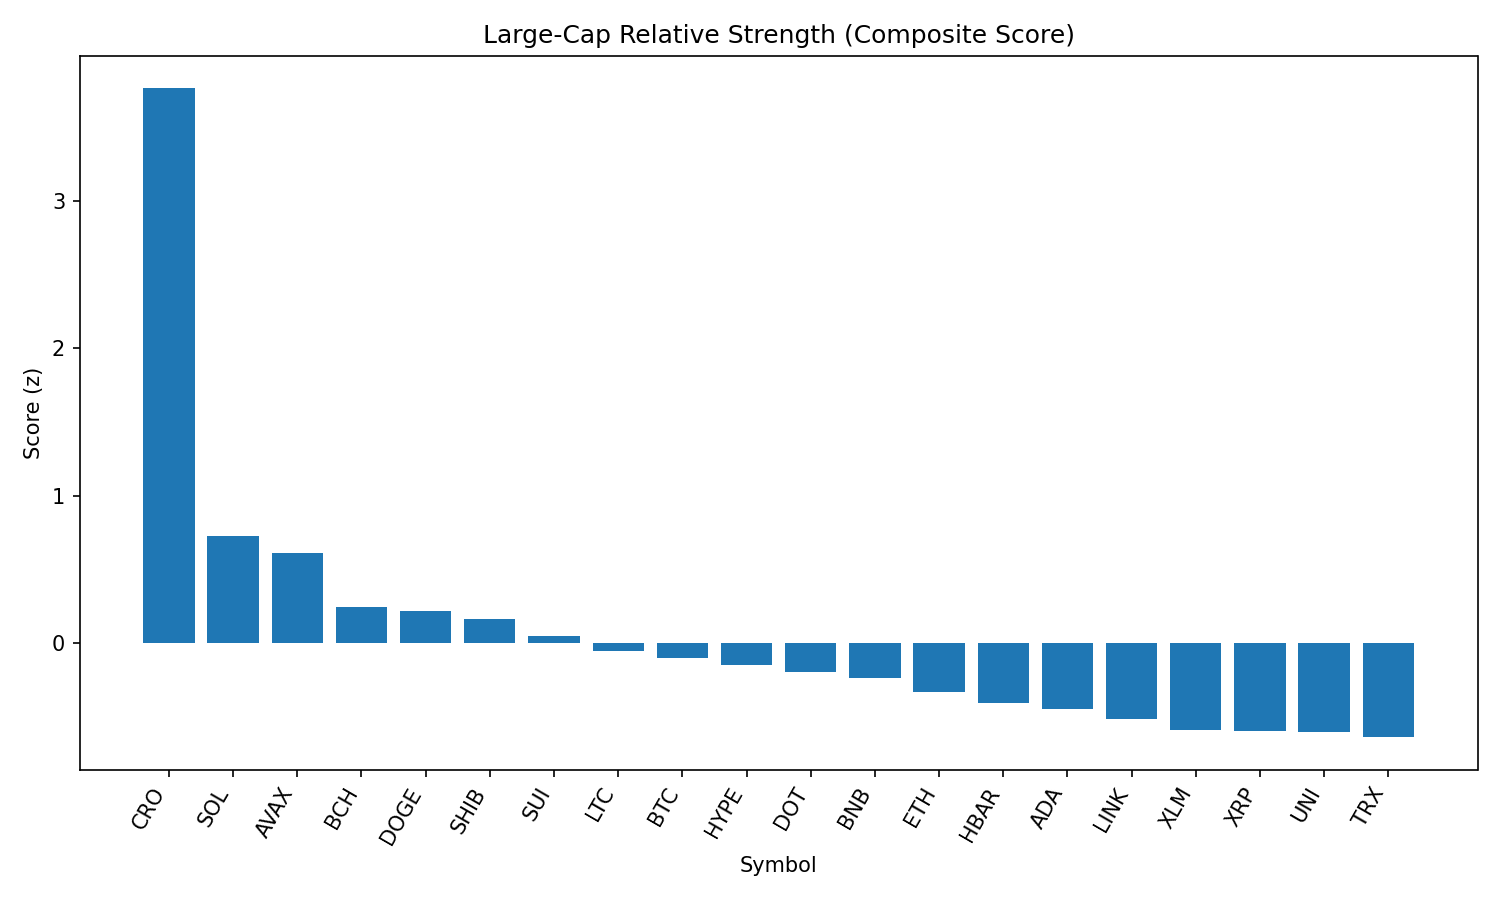 Large-Cap Relative Strength (Composite Score)
Score (z)
3
2
1
0
CRO
SOL
AVAX
BCH
DOGE
SHIB
SUI
LTC
BTC
HYPE
DOT
BNB
ETH
HBAR
ADA
LINK
XLM
XRP
UNI
TRX
Symbol